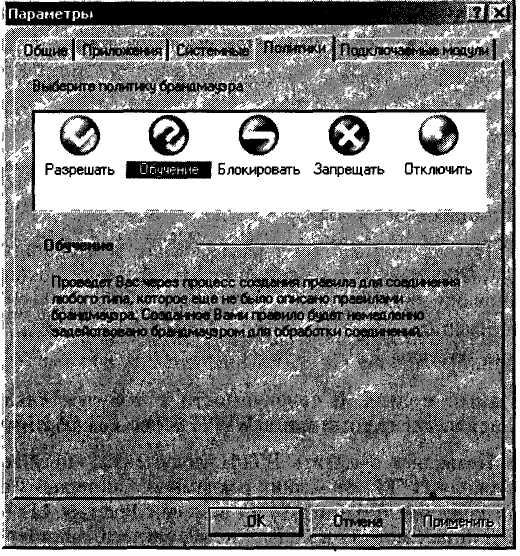 Параметры
Общие Приложения Системные Политики Подключаемые модули
Выберите политику брандмауэра
Разрешать Обучение Блокировать Запрещать Отключить
Обучение
Проведет Вас через процесс создания правила для соединения
любого типа, которое еще не было описано правилами
брандмауэра. Созданное Вами правило будет немедленно
задействовано брандмауэром для обработки соединений.
OK Отмена Применить